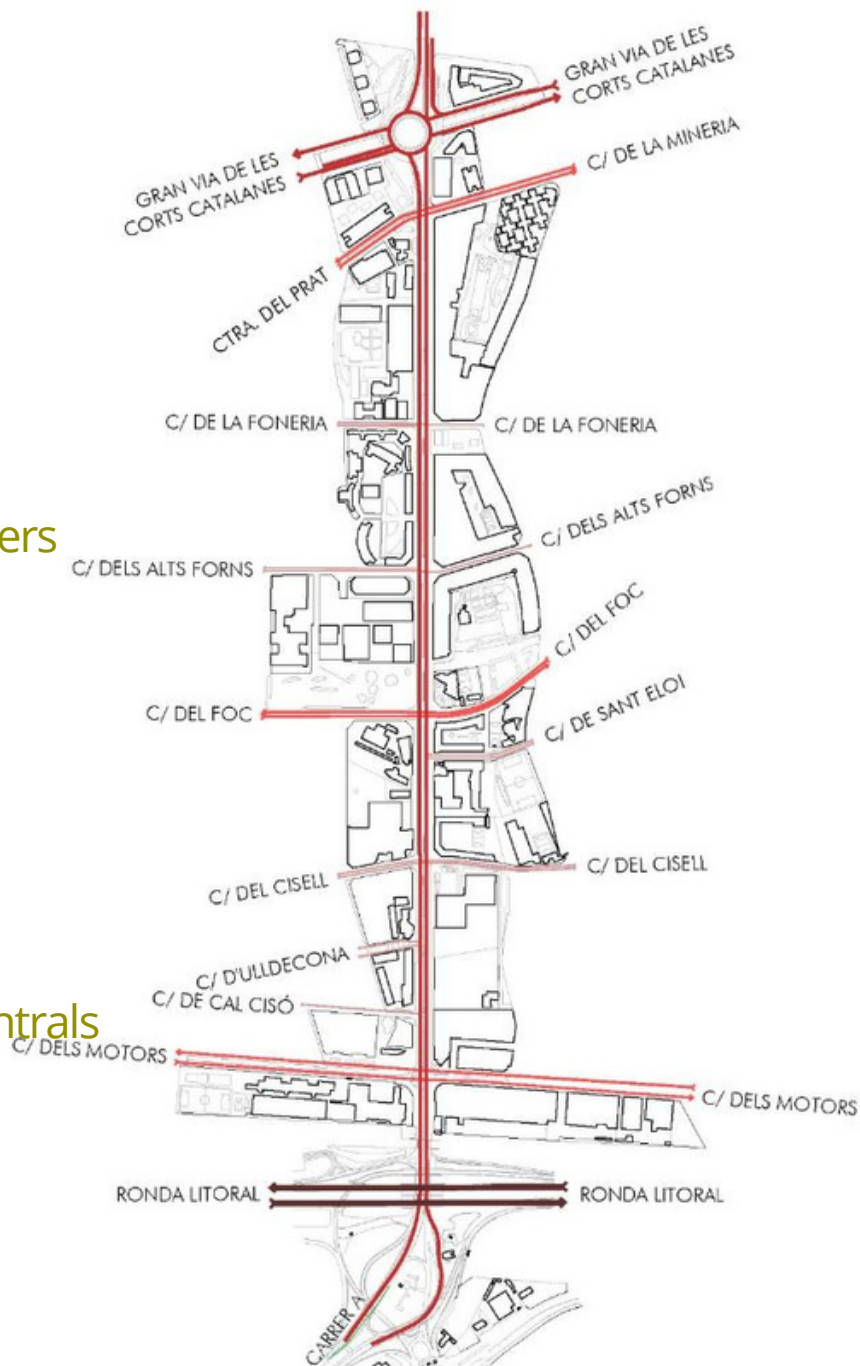 GRAN VIA DE LES
CORTS CATALANES
GRAN VIA DE LES
CORTS CATALANES
C/ DE LA MINERIA
CTRA. DEL PRAT
C/ DE LA FONERIA
C/ DE LA FONERIA
C/ DELS ALTS FORNS
ers
C/ DELS ALTS FORNS
C/ DEL FOC
C/ DEL FOC
C/ DE SANT ELOI
C/ DEL CISELL
C/ DEL CISELL
C/ D'ULLDECONA
C/ DE CAL CISÓ
ntrals
C/ DELS MOTORS
C/ DELS MOTORS
RONDA LITORAL
RONDA LITORAL
CARRER A